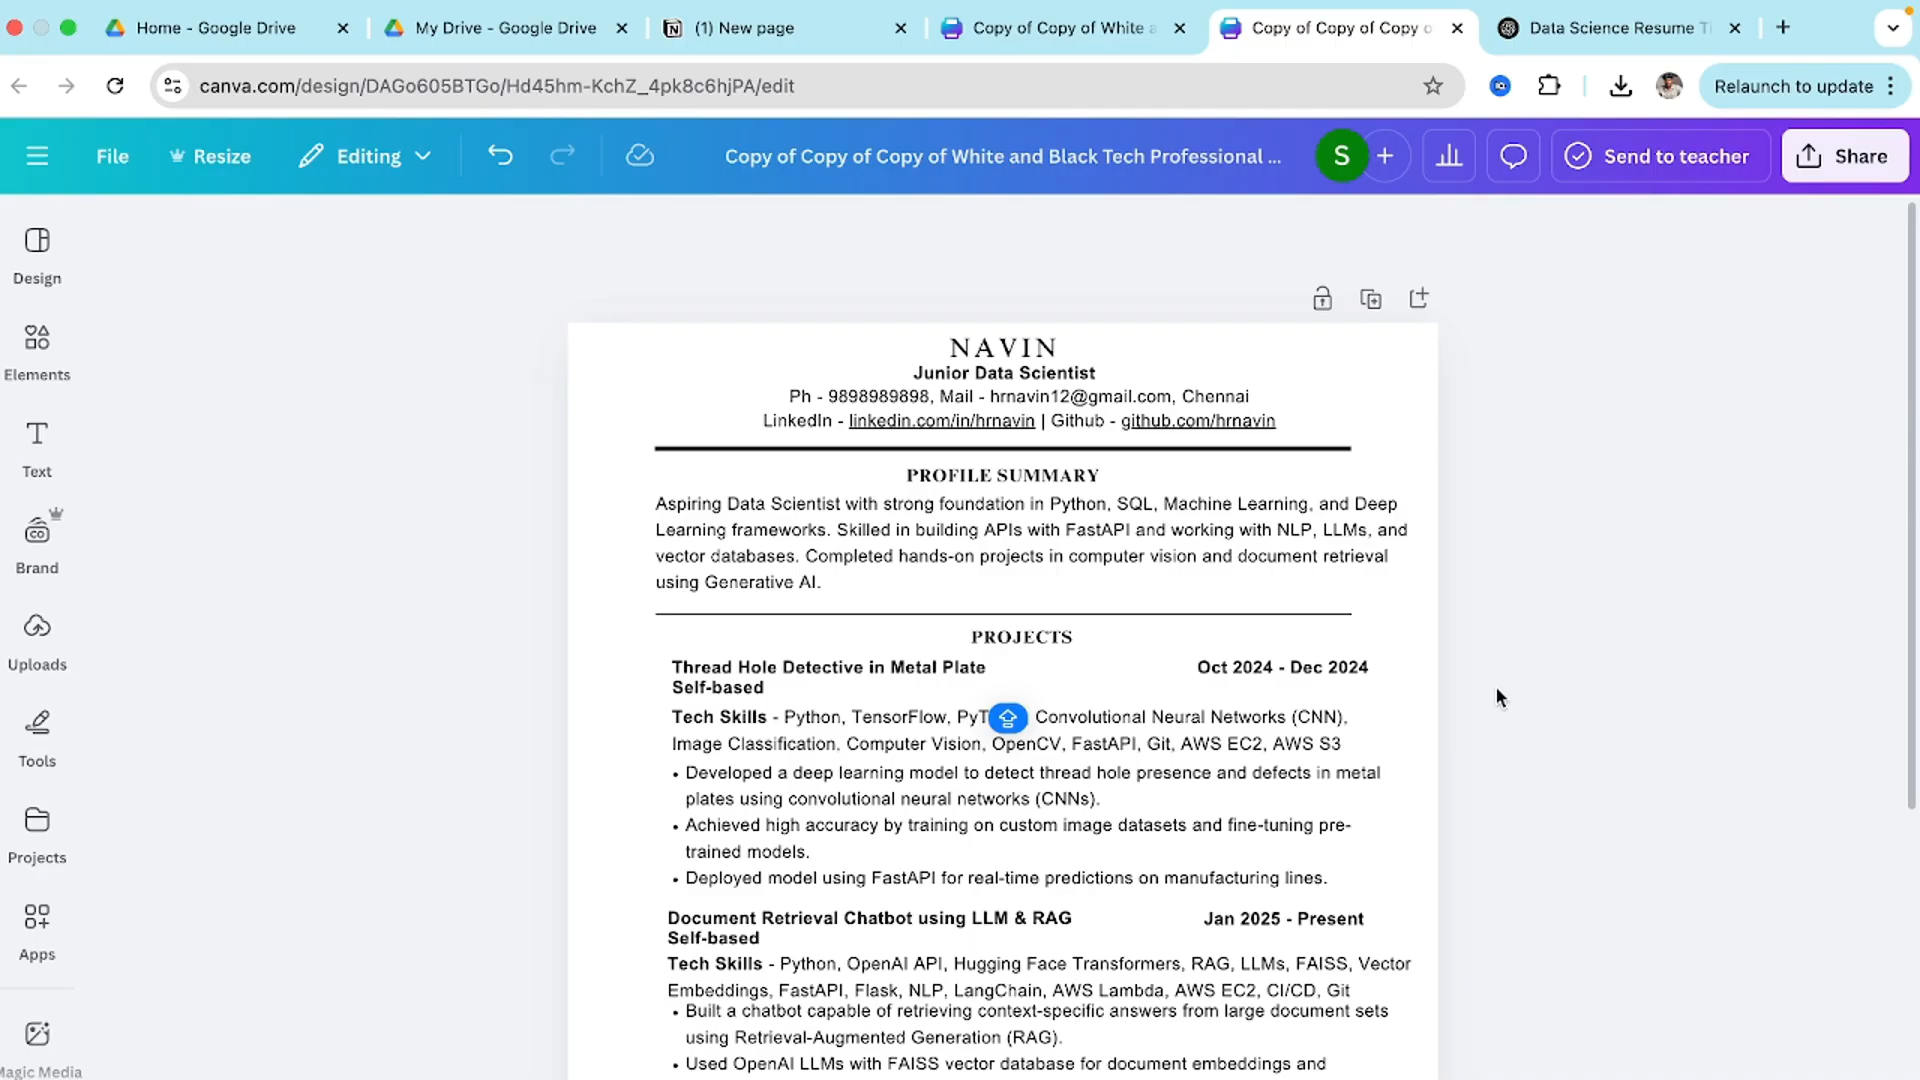 Home - Google Drive
My Drive - Google Drive
(1) New page
Copy of Copy of White a
Copy of Copy of Copy o
Data Science Resume Ti
canva.com/design/DAGo605BTGo/Hd45hm-KchZ_4pk8c6hjPA/edit
Relaunch to update
File
Resize
Editing
Copy of Copy of Copy of White and Black Tech Professional ...
S
Send to teacher
Share
Design
Elements
Text
Brand
Uploads
Tools
Projects
Apps
Magic Media
NAVIN
Junior Data Scientist
Ph - 9898989898, Mail - hrnavin12@gmail.com, Chennai
LinkedIn - linkedin.com/in/hrnavin | Github - github.com/hrnavin
PROFILE SUMMARY
Aspiring Data Scientist with strong foundation in Python, SQL, Machine Learning, and Deep
Learning frameworks. Skilled in building APIs with FastAPI and working with NLP, LLMs, and
vector databases. Completed hands-on projects in computer vision and document retrieval
using Generative AI.
PROJECTS
Thread Hole Detective in Metal Plate Oct 2024 - Dec 2024
Self-based
Tech Skills - Python, TensorFlow, PyT Convolutional Neural Networks (CNN),
Image Classification, Computer Vision, OpenCV, FastAPI, Git, AWS EC2, AWS S3
• Developed a deep learning model to detect thread hole presence and defects in metal
plates using convolutional neural networks (CNNs).
• Achieved high accuracy by training on custom image datasets and fine-tuning pre-
trained models.
• Deployed model using FastAPI for real-time predictions on manufacturing lines.
Document Retrieval Chatbot using LLM & RAG Jan 2025 - Present
Self-based
Tech Skills - Python, OpenAI API, Hugging Face Transformers, RAG, LLMs, FAISS, Vector
Embeddings, FastAPI, Flask, NLP, LangChain, AWS Lambda, AWS EC2, CI/CD, Git
• Built a chatbot capable of retrieving context-specific answers from large document sets
using Retrieval-Augmented Generation (RAG).
• Used OpenAI LLMs with FAISS vector database for document embeddings and